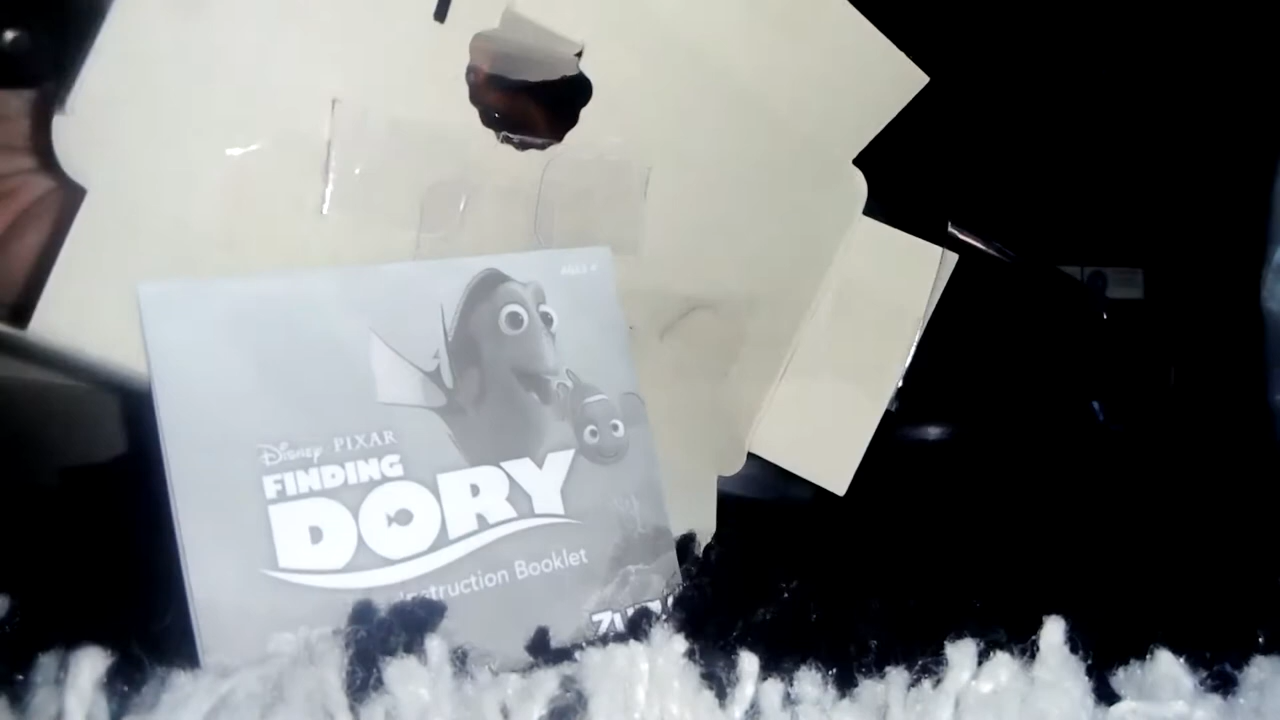 AGES 4+
Disney PIXAR
FINDING
DORY
Instruction Booklet